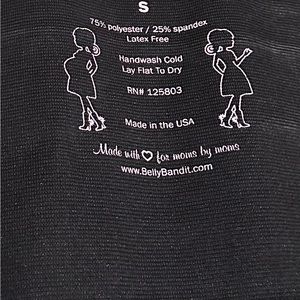 S
75% polyester / 25% spandex
Latex Free
Handwash Cold
Lay Flat To Dry
RN# 125803
Made in the USA
Made with for moms by moms
www.BellyBandit.com